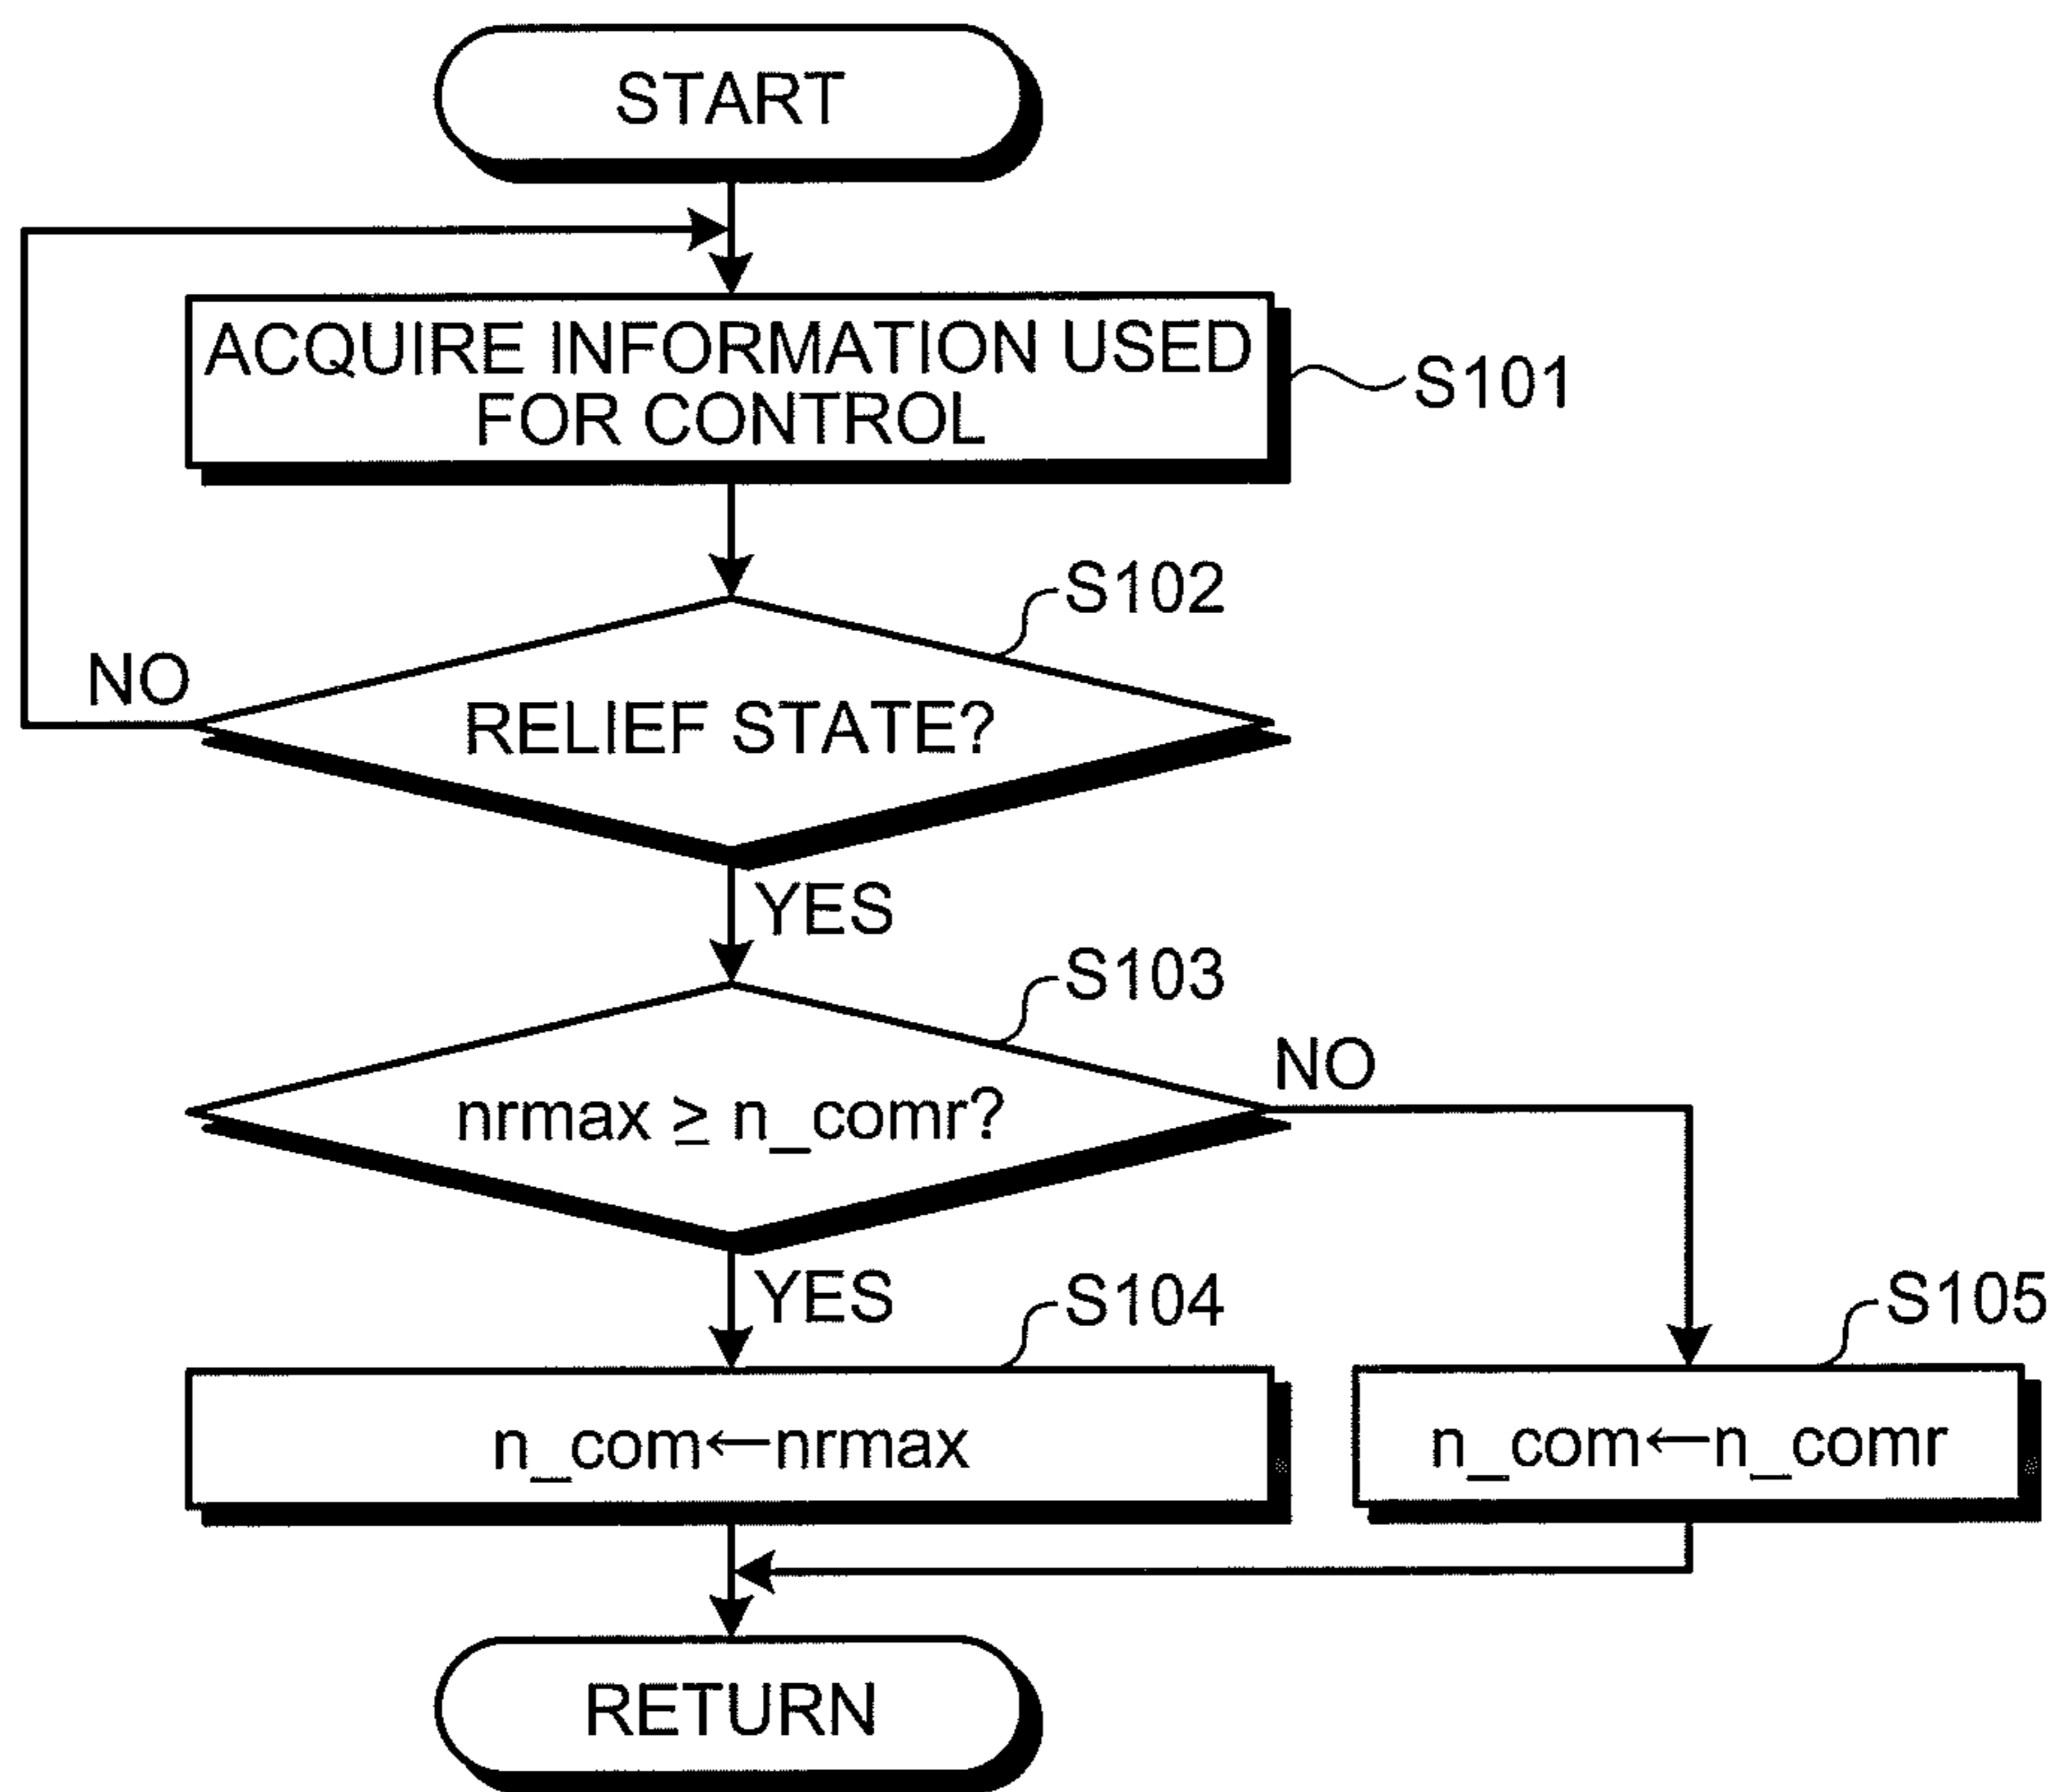 START
ACQUIRE INFORMATION USED
FOR CONTROL
S101
S102
NO
RELIEF STATE?
YES
S103
NO
nrmax ≥ n_comr?
YES
S104
S105
n_com←nrmax
n_com←n_comr
RETURN